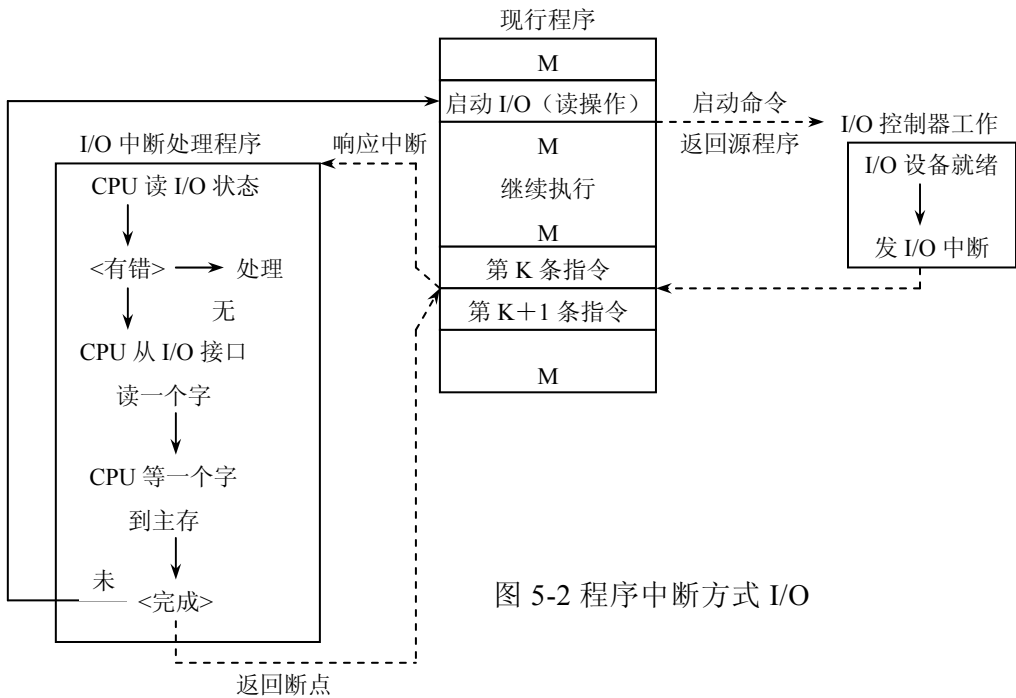 现行程序
M
启动 I/O（读操作）
M
继续执行
M
第 K 条指令
第 K＋1 条指令
M
启动命令
返回源程序
I/O 控制器工作
I/O 设备就绪
发 I/O 中断
响应中断
I/O 中断处理程序
CPU 读 I/O 状态
<有错>
处理
无
CPU 从 I/O 接口
读一个字
CPU 等一个字
到主存
未
<完成>
返回断点
图 5-2 程序中断方式 I/O